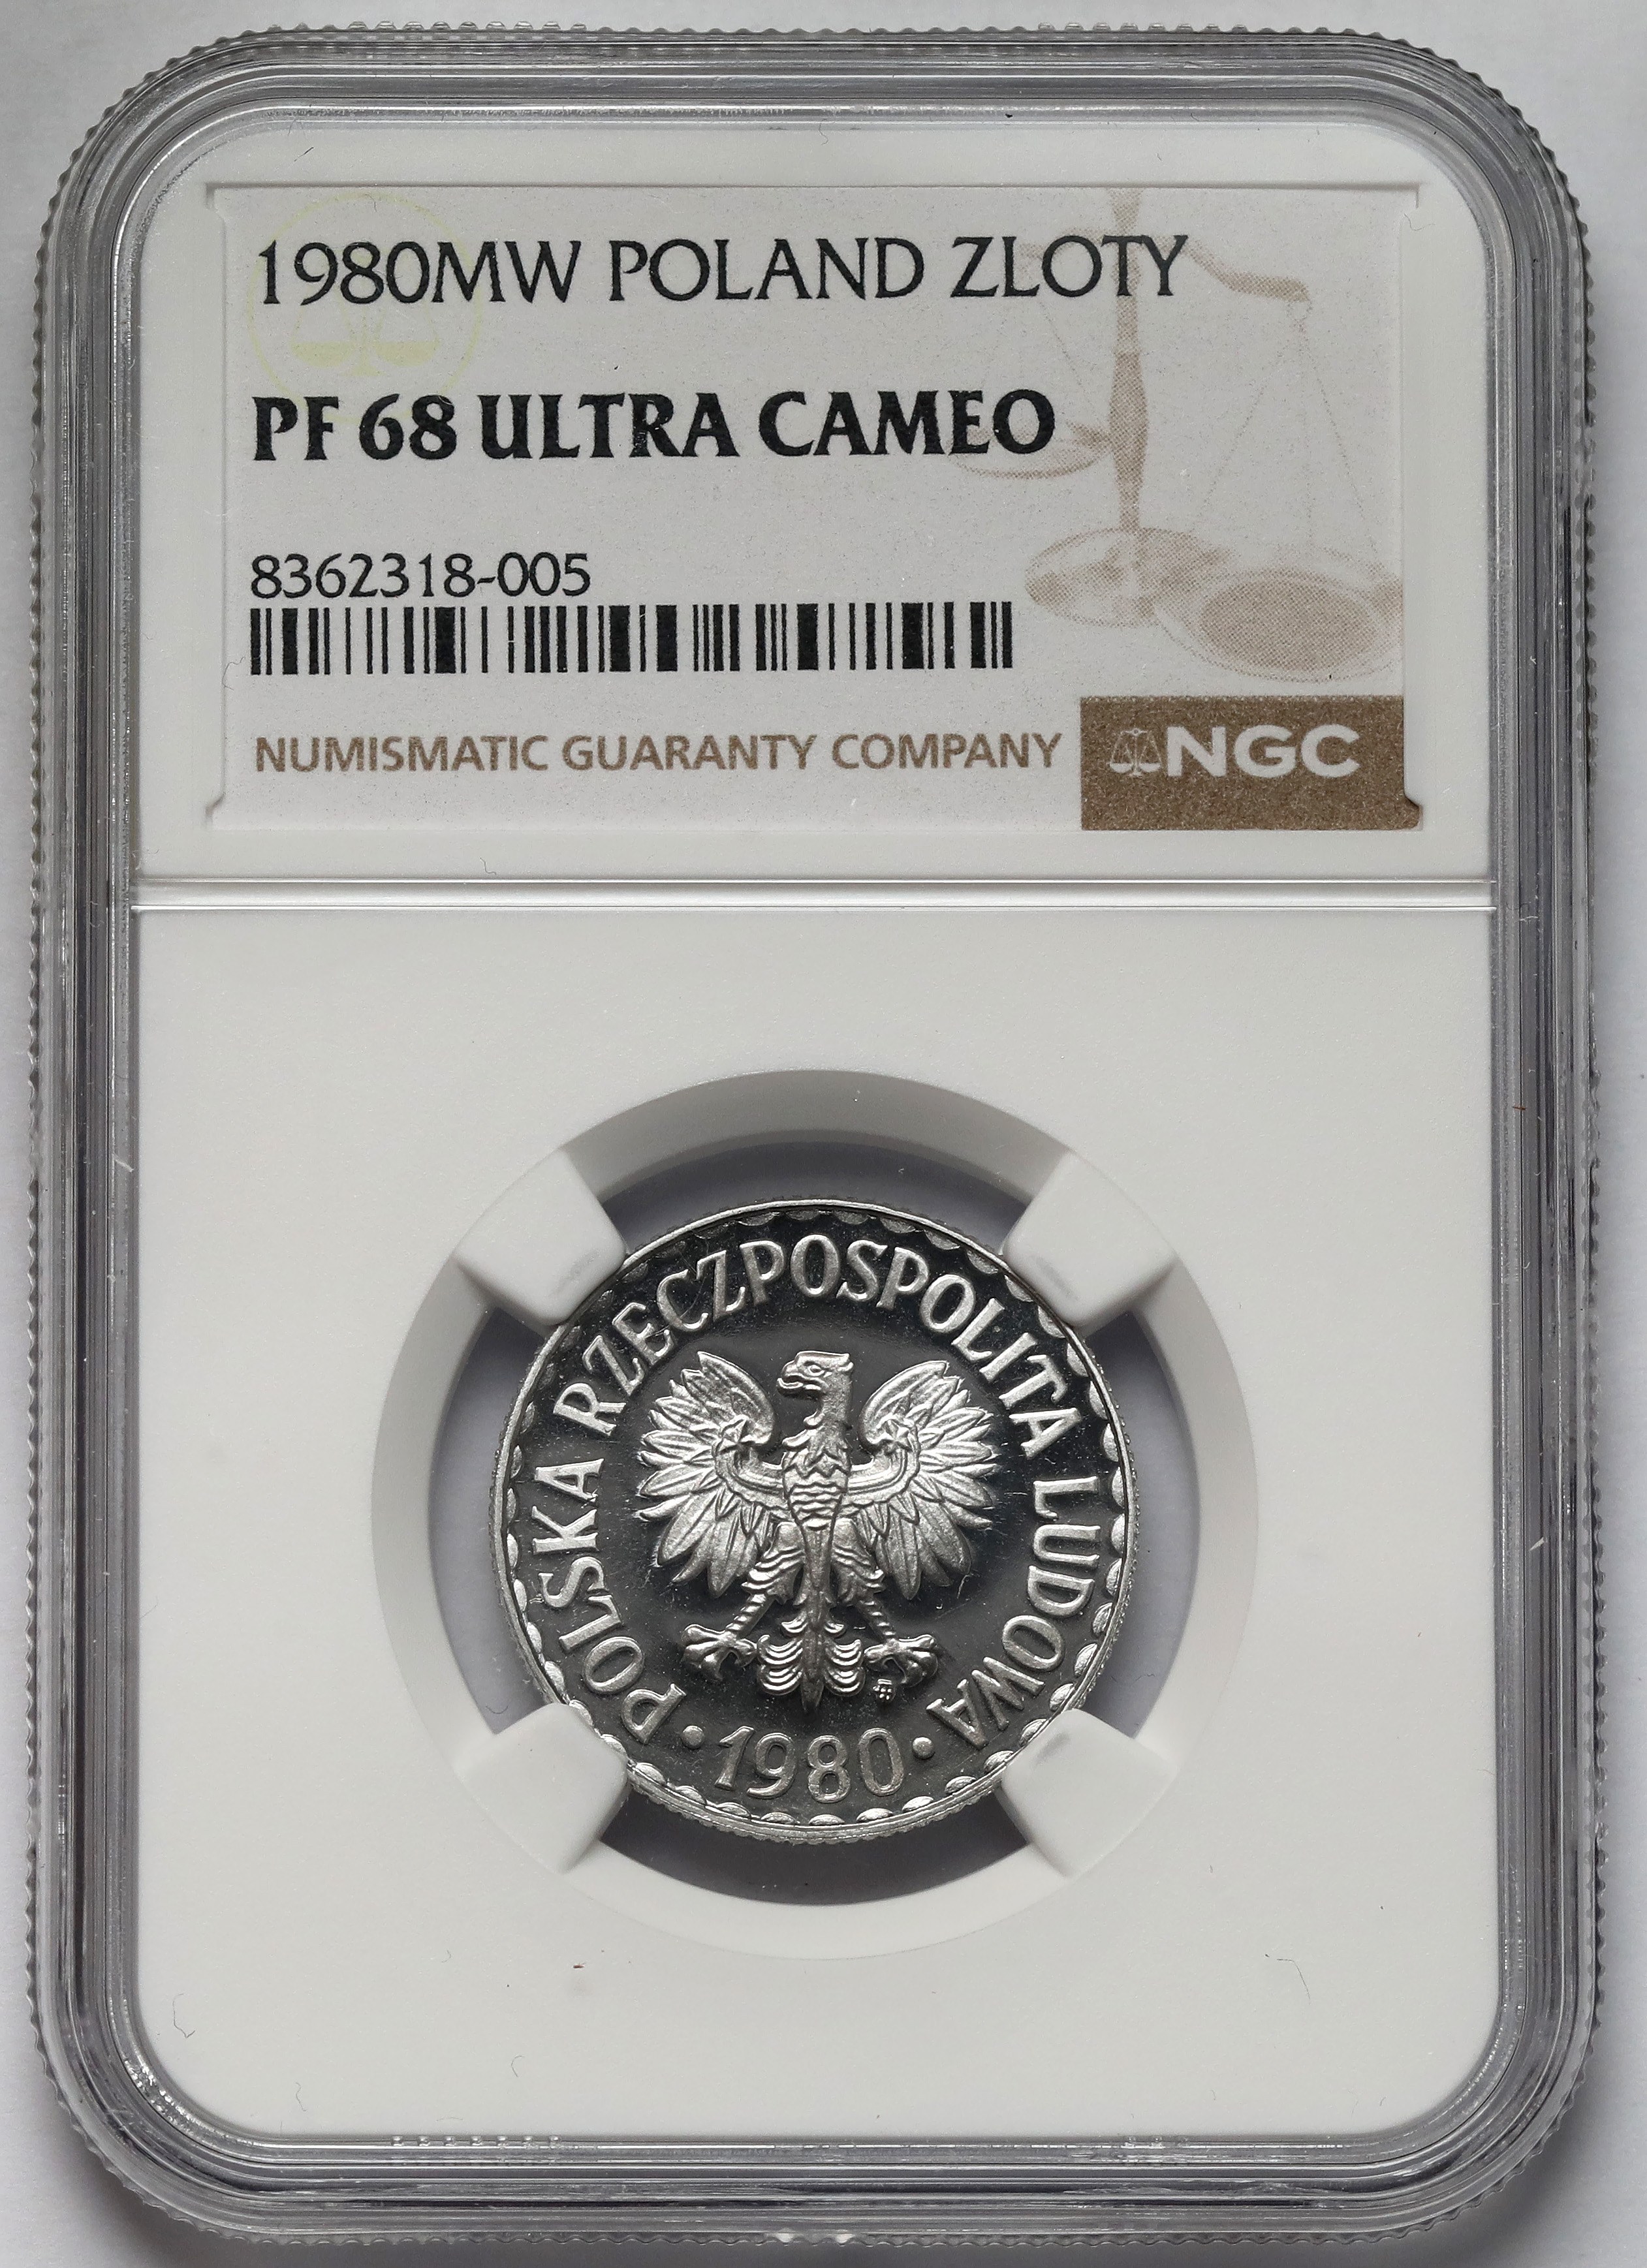 1980MW POLAND ZLOTY
PF 68 ULTRA CAMEO
8362318-005
NUMISMATIC GUARANTY COMPANY
NGC
POLSKA RZECZPOSPOLITA LUDOWA
• 1980 •